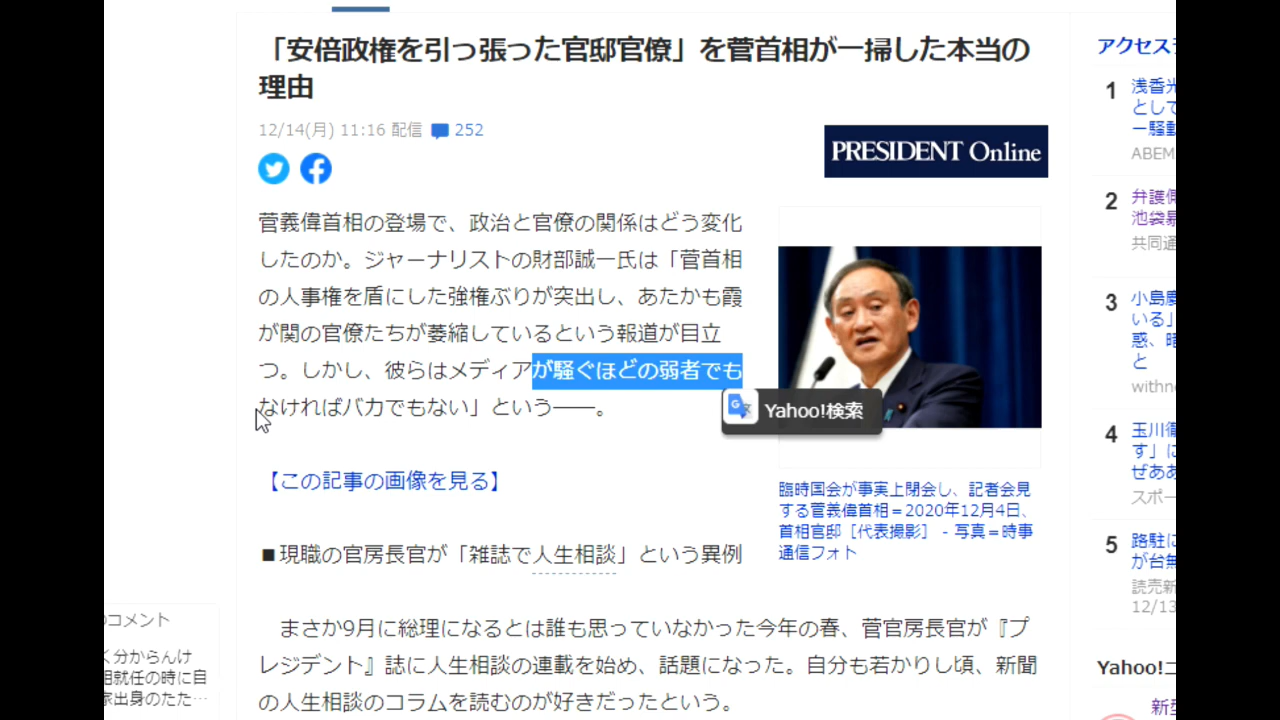 「安倍政権を引っ張った官邸官僚」を菅首相が一掃した本当の
理由
12/14(月) 11:16 配信 252
PRESIDENT Online
菅義偉首相の登場で、政治と官僚の関係はどう変化
したのか。ジャーナリストの財部誠一氏は「菅首相
の人事権を盾にした強権ぶりが突出し、あたかも霞
が関の官僚たちが萎縮しているという報道が目立
つ。しかし、彼らはメディアが騒ぐほどの弱者でも
なければバカでもない」という――。
Yahoo!検索
【この記事の画像を見る】
臨時国会が事実上閉会し、記者会見
する菅義偉首相＝2020年12月4日、
首相官邸［代表撮影］ - 写真＝時事
通信フォト
■現職の官房長官が「雑誌で人生相談」という異例
まさか9月に総理になるとは誰も思っていなかった今年の春、菅官房長官が『プ
レジデント』誌に人生相談の連載を始め、話題になった。自分も若かりし頃、新聞
の人生相談のコラムを読むのが好きだったという。
コメント
く分からんけ
相就任の時に自
家出身のたた…
アクセス
1
浅香光
として
ー騒動
ABEM
2
弁護側
池袋暴
共同通
3
小島慶
いる」
惑、暗
と
withne
4
玉川徹
す」に
ぜああ
スポー
5
路駐に
が台無
読売新
12/13
Yahoo!ニ
新型